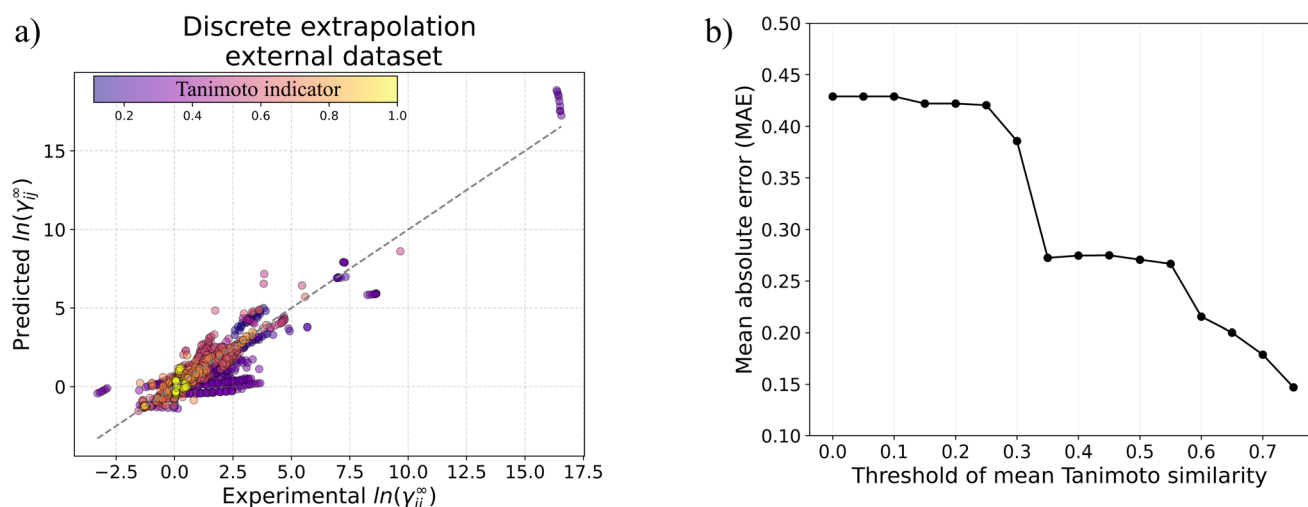 a)
Discrete extrapolation
external dataset
Tanimoto indicator
0.2 0.4 0.6 0.8 1.0
15
10
5
0
Predicted ln(γ∞ij)
−2.5 0.0 2.5 5.0 7.5 10.0 12.5 15.0 17.5
Experimental ln(γ∞ij)
b)
0.50
0.45
0.40
0.35
0.30
0.25
0.20
0.15
0.10
Mean absolute error (MAE)
0.0 0.1 0.2 0.3 0.4 0.5 0.6 0.7
Threshold of mean Tanimoto similarity